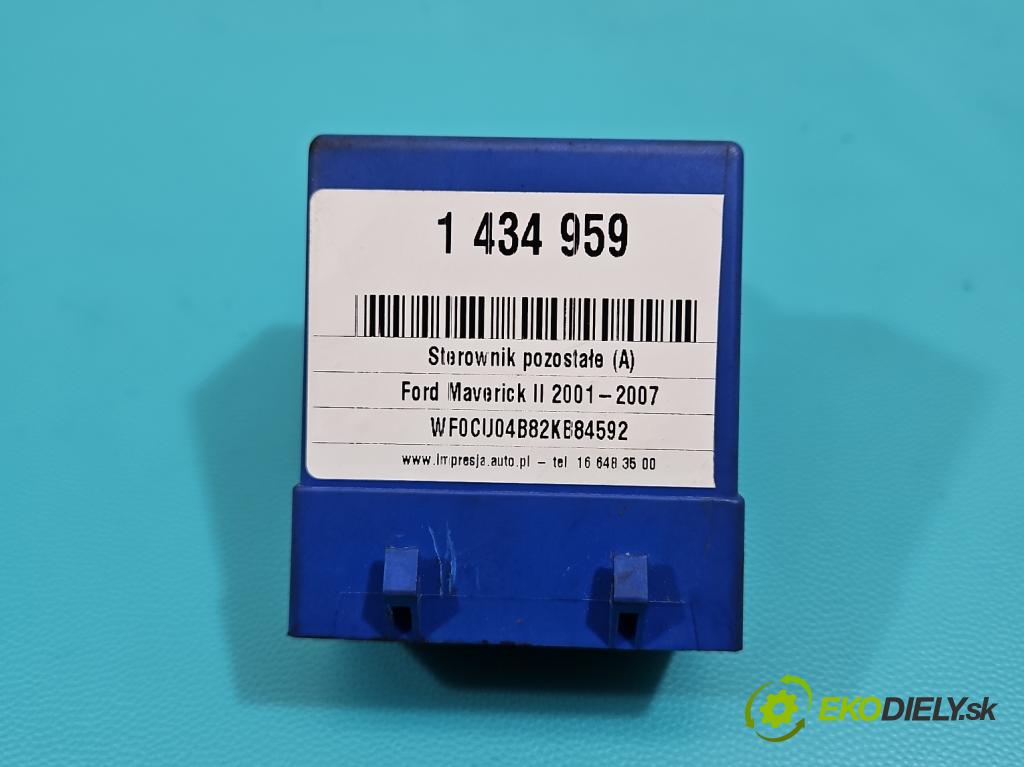 1 434 959
Sterownik pozostałe (A)
Ford Maverick II 2001–2007
WF0CU04B82KB84592
www.impresja.auto.pl – tel 16 648 35 00
EKODIELY.sk